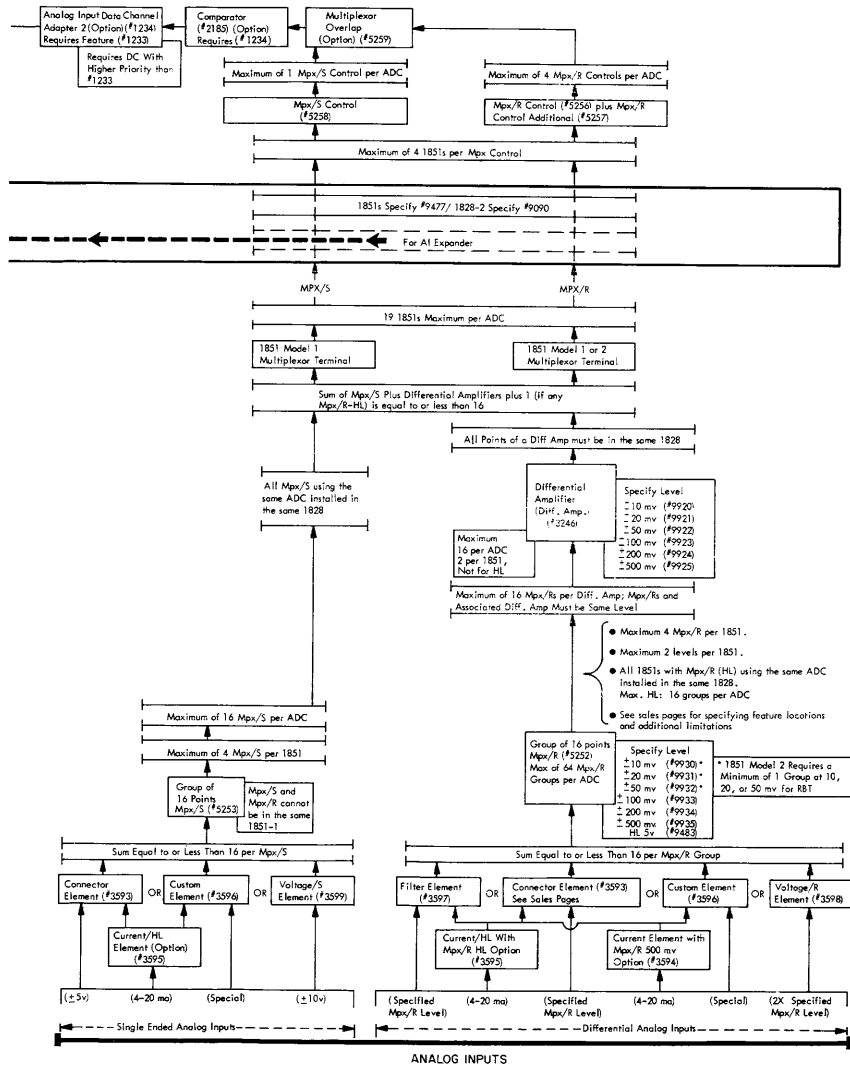 Analog Input Data Channel
Adapter 2 (Option) (#1234)
Requires Feature (#1233)
Requires DC With
Higher Priority than
#1233
Comparator
(#2185) (Option)
Requires (#1234)
Multiplexor
Overlap
(Option) (#5259)
Maximum of 1 Mpx/S Control per ADC
Maximum of 4 Mpx/R Controls per ADC
Mpx/S Control
(#5258)
Mpx/R Control (#5256) plus Mpx/R
Control Additional (#5257)
Maximum of 4 1851s per Mpx Control
1851s Specify #9477/ 1828-2 Specify #9090
For AI Expander
MPX/S
MPX/R
19 1851s Maximum per ADC
1851 Model 1
Multiplexor Terminal
1851 Model 1 or 2
Multiplexor Terminal
Sum of Mpx/S Plus Differential Amplifiers plus 1 (if any
Mpx/R-HL) is equal to or less than 16
All Points of a Diff Amp must be in the same 1828
All Mpx/S using the
same ADC installed in
the same 1828
Differential
Amplifier
(Diff. Amp.)
(#3246)
Maximum
16 per ADC
2 per 1851,
Not for HL
Specify Level
±10 mv (#9920)
±20 mv (#9921)
±50 mv (#9922)
±100 mv (#9923)
±200 mv (#9924)
±500 mv (#9925)
Maximum of 16 Mpx/Rs per Diff. Amp; Mpx/Rs and
Associated Diff. Amp Must be Same Level
● Maximum 4 Mpx/R per 1851.
● Maximum 2 levels per 1851.
● All 1851s with Mpx/R (HL) using the same ADC
installed in the same 1828.
Max. HL: 16 groups per ADC
● See sales pages for specifying feature locations
and additional limitations
Maximum of 16 Mpx/S per ADC
Maximum of 4 Mpx/S per 1851
Group of
16 Points
Mpx/S (#5253)
Mpx/S and
Mpx/R cannot
be in the same
1851-1
Group of 16 points
Mpx/R (#5252)
Max of 64 Mpx/R
Groups per ADC
Specify Level
±10 mv (#9930)*
±20 mv (#9931)*
±50 mv (#9932)*
±100 mv (#9933)
±200 mv (#9934)
±500 mv (#9935)
HL 5v (#9483)
* 1851 Model 2 Requires a
Minimum of 1 Group at 10,
20, or 50 mv for RBT
Sum Equal to or Less Than 16 per Mpx/S
Sum Equal to or Less Than 16 per Mpx/R Group
Connector
Element (#3593)
OR
Custom
Element (#3596)
OR
Voltage/S
Element (#3599)
Filter Element
(#3597)
OR
Connector Element (#3593)
See Sales Pages
OR
Custom Element
(#3596)
OR
Voltage/R
Element (#3598)
Current/HL
Element (Option)
(#3595)
Current/HL With
Mpx/R HL Option
(#3595)
Current Element with
Mpx/R 500 mv
Option (#3594)
(±5v)
(4-20 ma)
(Special)
(±10v)
(Specified
Mpx/R Level)
(4-20 ma)
(Specified
Mpx/R Level)
(4-20 ma)
(Special)
(2X Specified
Mpx/R Level)
Single Ended Analog Inputs
Differential Analog Inputs
ANALOG INPUTS